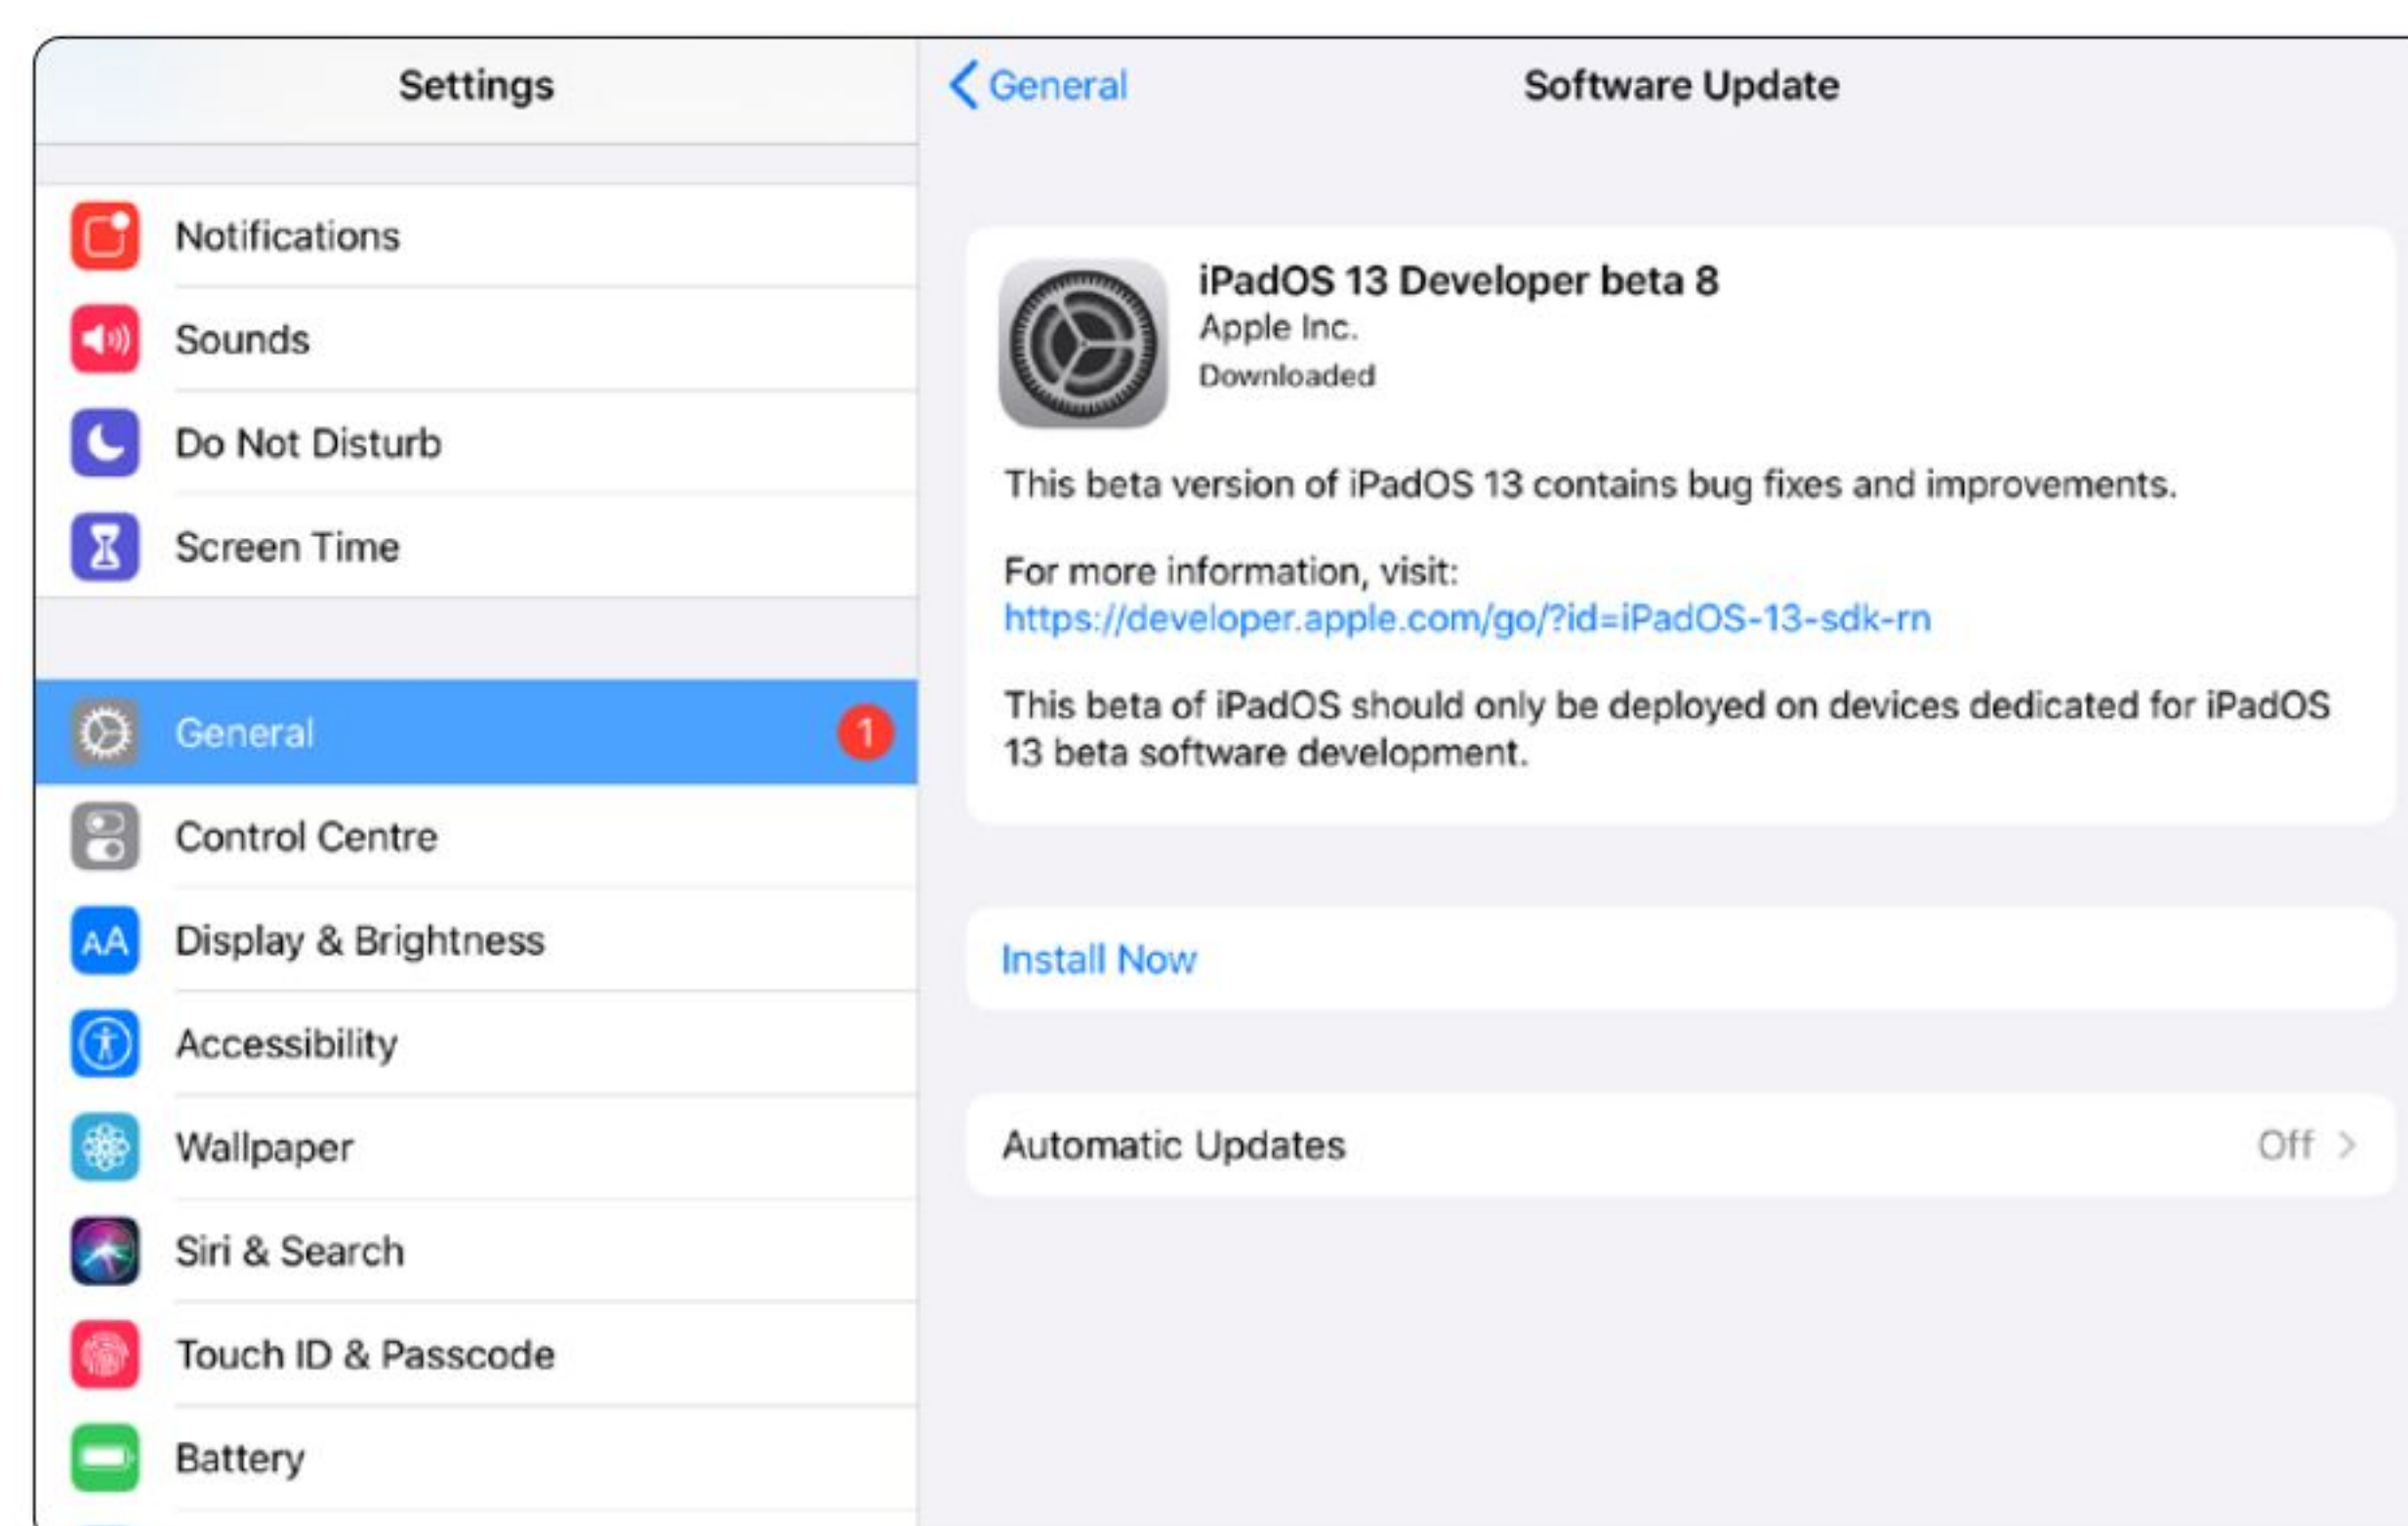 Settings
Notifications
Sounds
Do Not Disturb
Screen Time
General
1
Control Centre
AA
Display & Brightness
Accessibility
Wallpaper
Siri & Search
Touch ID & Passcode
Battery
General
Software Update
iPadOS 13 Developer beta 8
Apple Inc.
Downloaded
This beta version of iPadOS 13 contains bug fixes and improvements.
For more information, visit:
https://developer.apple.com/go/?id=iPadOS-13-sdk-rn
This beta of iPadOS should only be deployed on devices dedicated for iPadOS
13 beta software development.
Install Now
Automatic Updates
Off